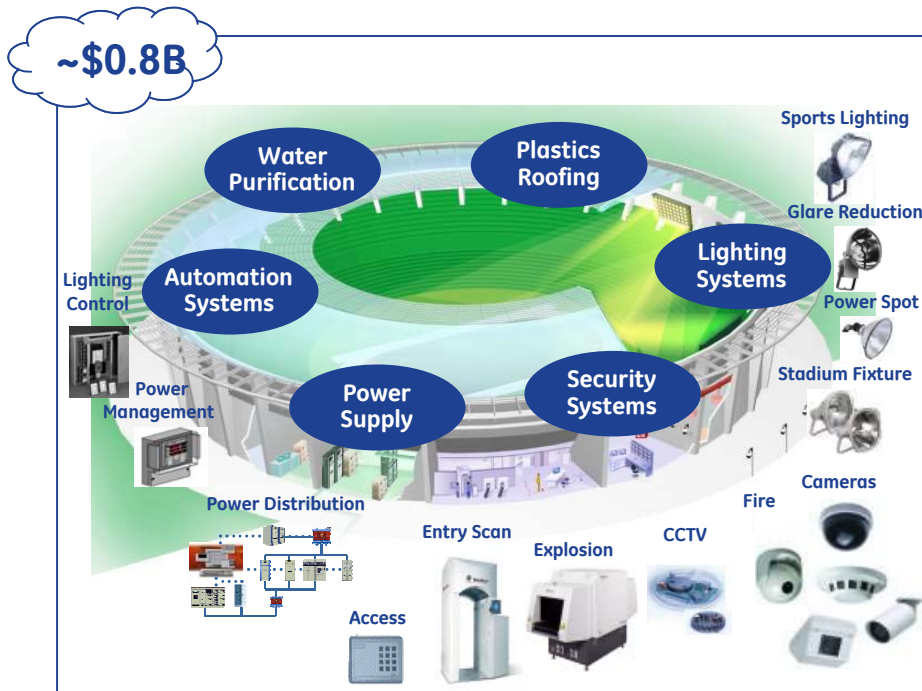 ~$0.8B
Sports Lighting
Water
Purification
Plastics
Roofing
Glare Reduction
Lighting
Systems
Automation
Systems
Lighting
Control
Power Spot
Stadium Fixture
Power
Management
Power
Supply
Security
Systems
Power Distribution
Entry Scan
Explosion
CCTV
Fire
Cameras
Access